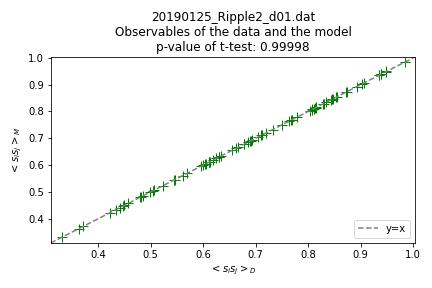 20190125_Ripple2_d01.dat
Observables of the data and the model
p-value of t-test: 0.99998
1.0
0.9
0.8
0.7
0.6
0.5
0.4
< s_i s_j >_M
y=x
0.4 0.5 0.6 0.7 0.8 0.9 1.0
< s_i s_j >_D